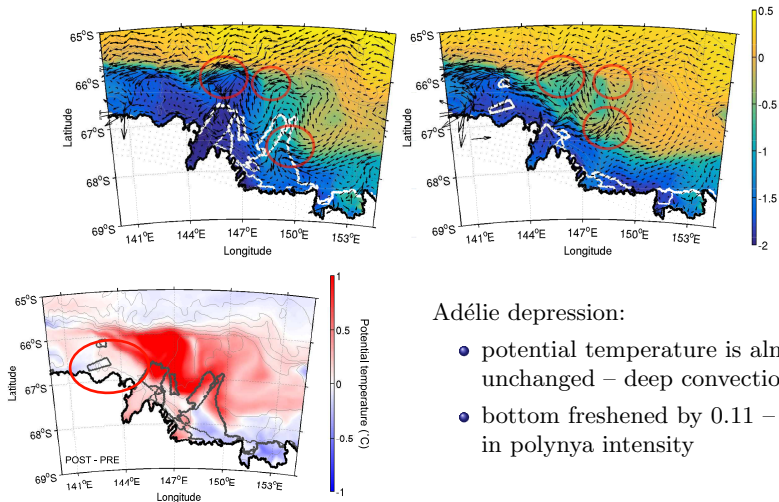 65°S
66°S
67°S
68°S
69°S
Latitude
141°E 144°E 147°E 150°E 153°E
Longitude
65°S
66°S
67°S
68°S
69°S
Latitude
141°E 144°E 147°E 150°E 153°E
Longitude
0.5
0
-0.5
-1
-1.5
-2
65°S
66°S
67°S
68°S
69°S
Latitude
POST - PRE
141°E 144°E 147°E 150°E 153°E
Longitude
1
0.5
0
-0.5
-1
Potential temperature (°C)
Adélie depression:
potential temperature is
unchanged – deep convectio
bottom freshened by 0.11 –
in polynya intensity